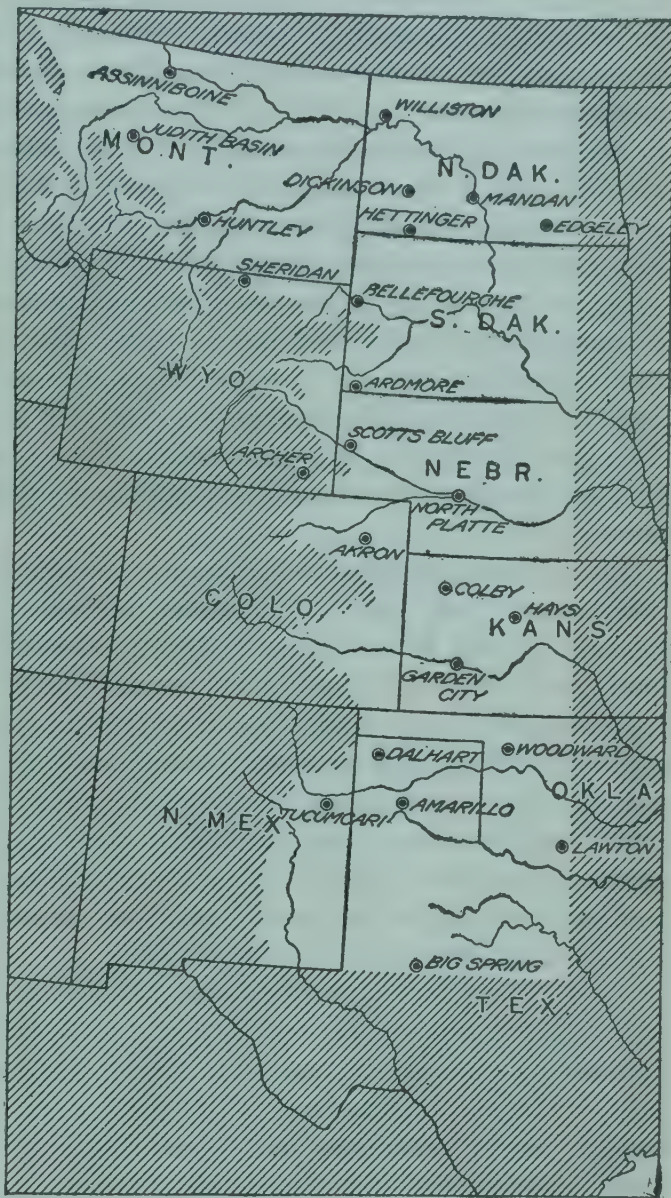 ASSINNIBOINE
WILLISTON
JUDITH BASIN
MONT.
N. DAK.
DICKINSON
MANDAN
HUNTLEY
HETTINGER
EDGELEY
SHERIDAN
BELLEFOURCHE
S. DAK.
WYO
ARDMORE
SCOTTS BLUFF
ARCHER
NEBR.
NORTH
PLATTE
AKRON
COLBY
COLO
HAYS
KANS.
GARDEN
CITY
DALHART
WOODWARD
OKLA
TUCUMCARI
AMARILLO
N. MEX
LAWTON
BIG SPRING
TEX.